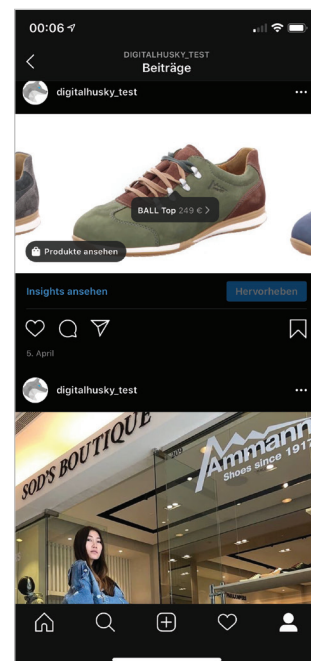 00:06
DIGITALHUSKY_TEST
Beiträge
digitalhusky_test
BALL Top 249 € >
Produkte ansehen
Insights ansehen
Hervorheben
5. April
digitalhusky_test
SOD'S BOUTIQUE
Ammann
Shoes since 1917